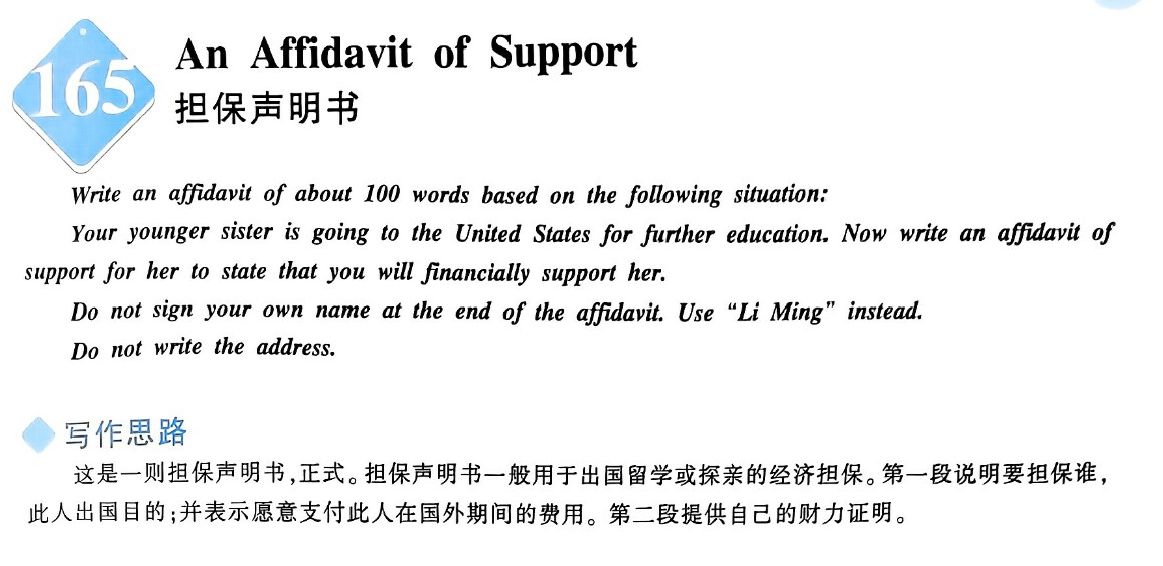 165
An Affidavit of Support
担保声明书
Write an affidavit of about 100 words based on the following situation:
Your younger sister is going to the United States for further education. Now write an affidavit of
support for her to state that you will financially support her.
Do not sign your own name at the end of the affidavit. Use “Li Ming” instead.
Do not write the address.
写作思路
这是一则担保声明书,正式。担保声明书一般用于出国留学或探亲的经济担保。第一段说明要担保谁,
此人出国目的;并表示愿意支付此人在国外期间的费用。第二段提供自己的财力证明。